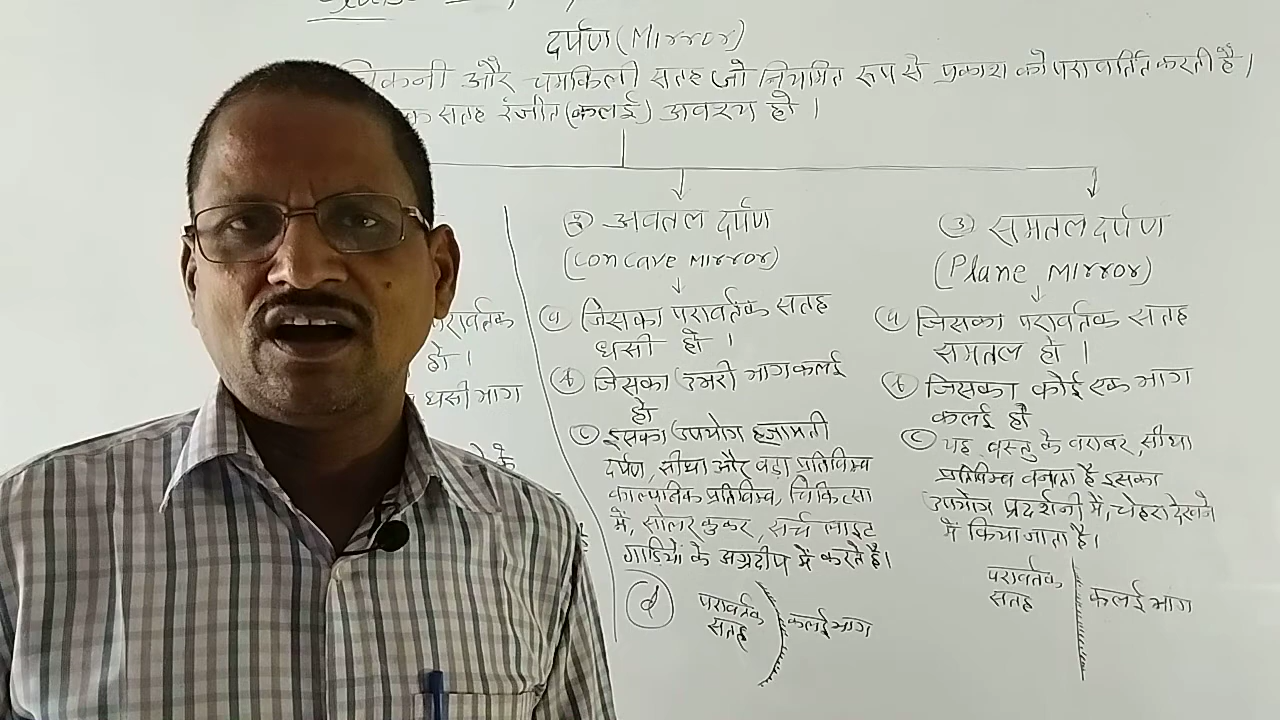 दर्पण (Mirror)
चिकनी और चमकिली सतह जो नियमित रूप से प्रकाश को परावर्तित करती है।
सतह रंजीत (कलई) अवश्य हो।
परावर्तक
हो।
धसी भाग
② अवतल दर्पण
(Concave Mirror)
ⓐ जिसका परावर्तक सतह
धसी हो।
ⓑ जिसका उभरी भाग कलई
हो
ⓒ इसका उपयोग हजामती
दर्पण, सीधा और बड़ा प्रतिबिम्ब
काल्पनिक प्रतिबिम्ब, चिकित्सा
में, सोलर कुकर, सर्च लाइट
गाडियों के अग्रदीप में करते है।
ⓓ
परावर्तक
सतह
कलई भाग
③ समतल दर्पण
(Plane Mirror)
ⓐ जिसका परावर्तक सतह
समतल हो।
ⓑ जिसका कोई एक भाग
कलई हो
ⓒ यह वस्तु के बराबर, सीधा
प्रतिबिम्ब बनाता है इसका
उपयोग प्रदर्शनी में, चेहरा देखने
में किया जाता है।
परावर्तक
सतह
कलई भाग